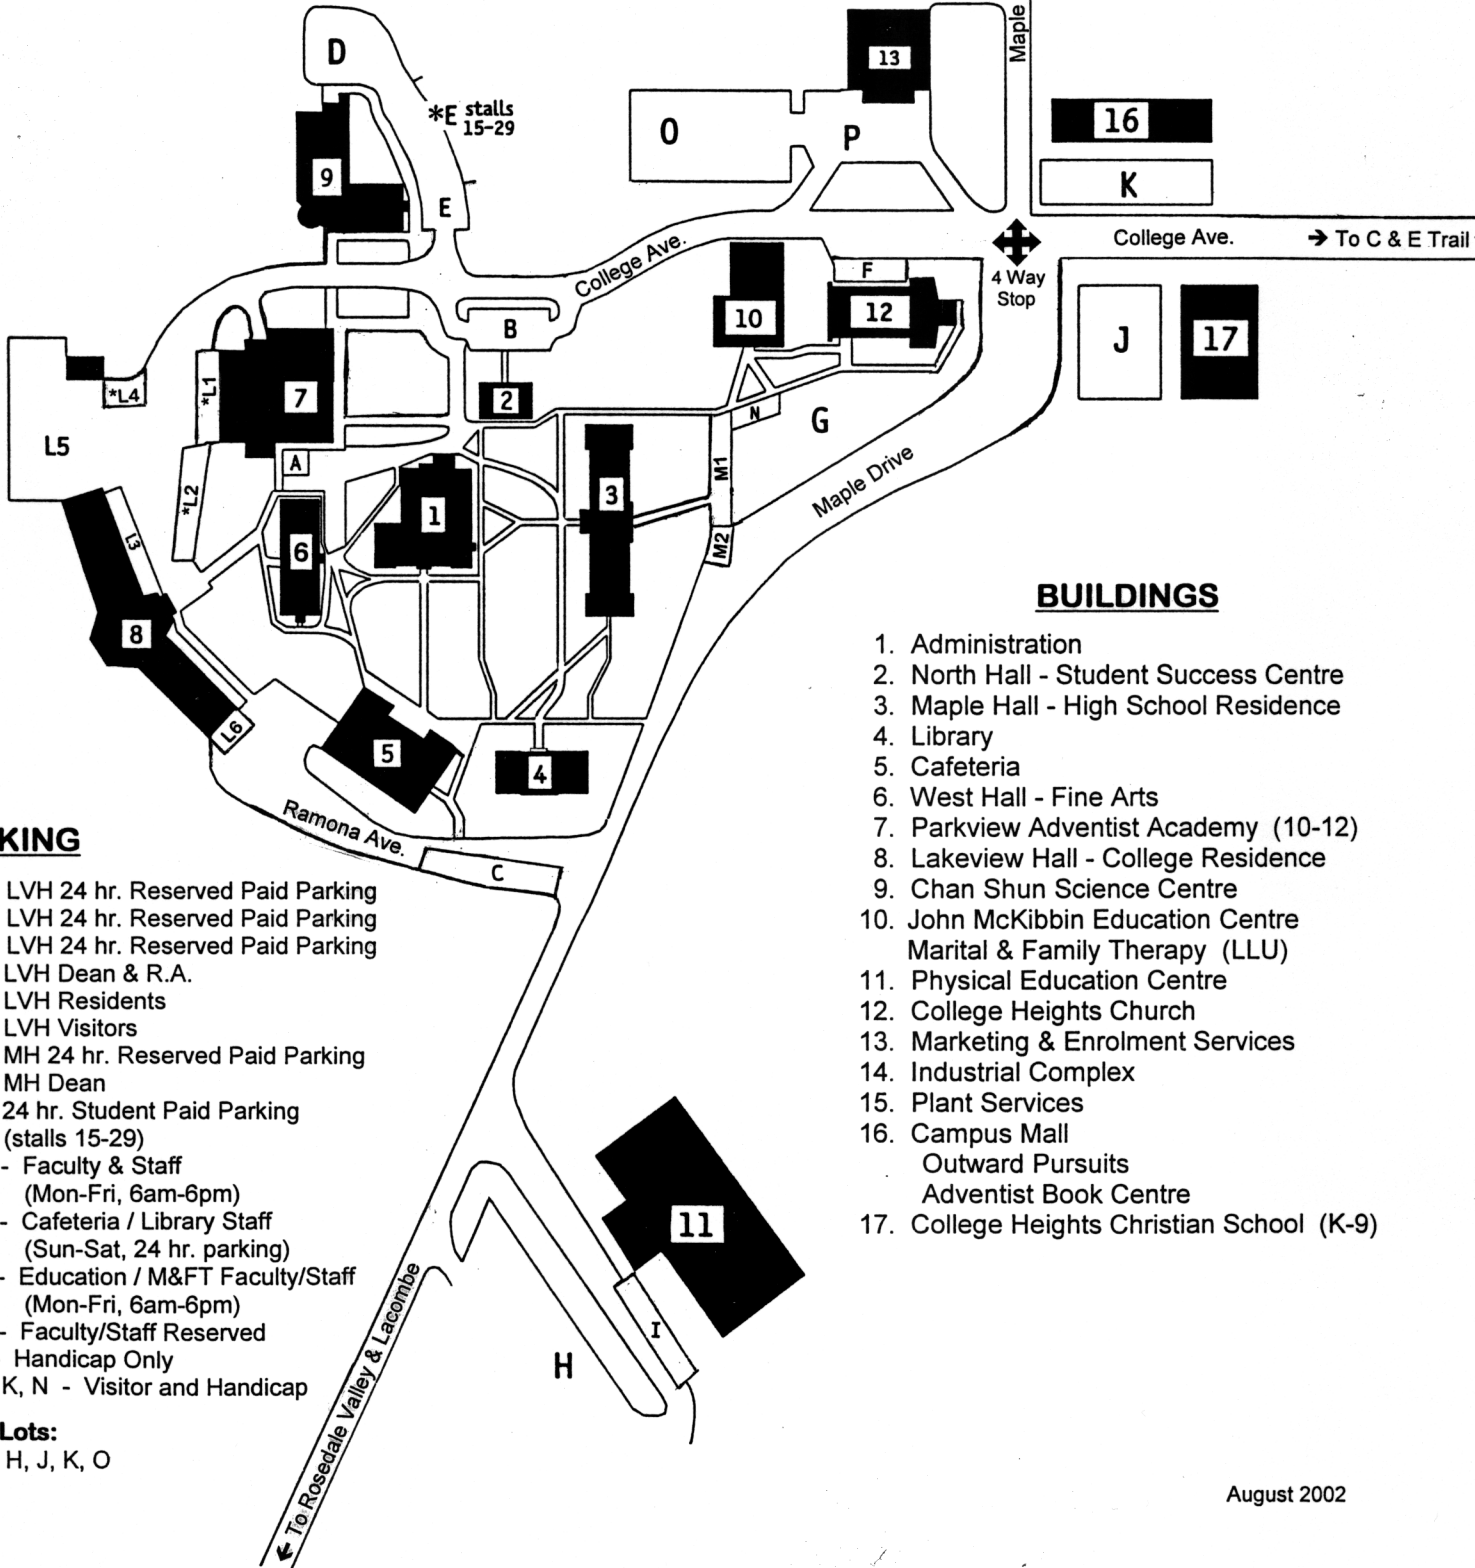 D
*E stalls
15-29
9
E
13
Maple
O
P
16
K
College Ave.
→ To C & E Trail
4 Way
Stop
College Ave.
F
10
12
B
2
J
17
*L4
*L1
7
L5
A
*L2
N
G
M1
M2
Maple Drive
3
1
6
L3
8
L6
5
4
Ramona Ave.
C
11
I
H
← To Rosedale Valley & Lacombe
BUILDINGS
1. Administration
2. North Hall - Student Success Centre
3. Maple Hall - High School Residence
4. Library
5. Cafeteria
6. West Hall - Fine Arts
7. Parkview Adventist Academy (10-12)
8. Lakeview Hall - College Residence
9. Chan Shun Science Centre
10. John McKibbin Education Centre
Marital & Family Therapy (LLU)
11. Physical Education Centre
12. College Heights Church
13. Marketing & Enrolment Services
14. Industrial Complex
15. Plant Services
16. Campus Mall
Outward Pursuits
Adventist Book Centre
17. College Heights Christian School (K-9)
KING
LVH 24 hr. Reserved Paid Parking
LVH 24 hr. Reserved Paid Parking
LVH 24 hr. Reserved Paid Parking
LVH Dean & R.A.
LVH Residents
LVH Visitors
MH 24 hr. Reserved Paid Parking
MH Dean
24 hr. Student Paid Parking
(stalls 15-29)
- Faculty & Staff
(Mon-Fri, 6am-6pm)
- Cafeteria / Library Staff
(Sun-Sat, 24 hr. parking)
- Education / M&FT Faculty/Staff
(Mon-Fri, 6am-6pm)
- Faculty/Staff Reserved
Handicap Only
K, N - Visitor and Handicap
Lots:
H, J, K, O
August 2002